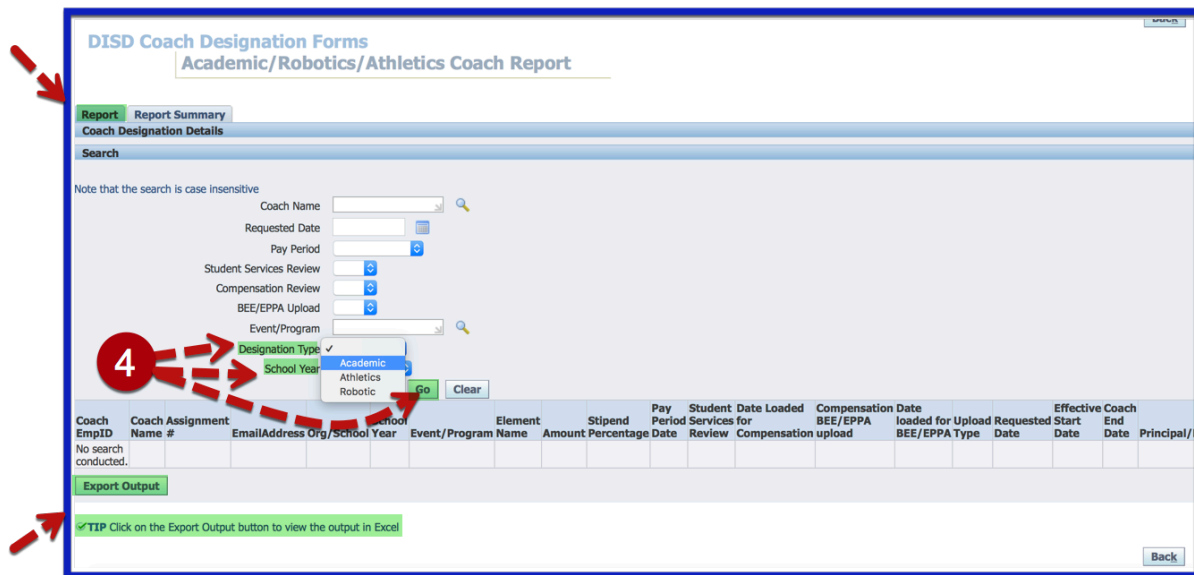 Back
DISD Coach Designation Forms
Academic/Robotics/Athletics Coach Report
Report Report Summary
Coach Designation Details
Search
Note that the search is case insensitive
Coach Name
Requested Date
Pay Period
Student Services Review
Compensation Review
BEE/EPPA Upload
Event/Program
Designation Type ✓
Academic
School Year
Athletics
Robotic
4
Go Clear
Coach EmpID Coach Name Assignment # EmailAddress Org/School School Year Event/Program Element Name Amount Stipend Percentage Pay Period Date Student Services Review Date Loaded for Compensation Compensation BEE/EPPA upload Date loaded for BEE/EPPA Upload Type Requested Date Effective Start Date Coach End Date Principal/
No search conducted.
Export Output
TIP Click on the Export Output button to view the output in Excel
Back